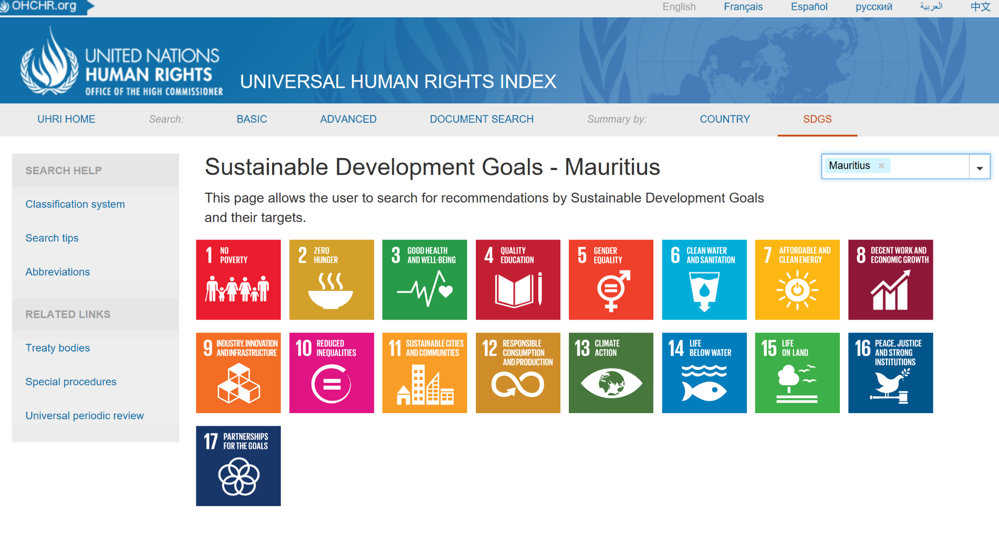 OHCHR.org
English Français Español русский العربية 中文
UNITED NATIONS
HUMAN RIGHTS
OFFICE OF THE HIGH COMMISSIONER
UNIVERSAL HUMAN RIGHTS INDEX
UHRI HOME Search: BASIC ADVANCED DOCUMENT SEARCH Summary by: COUNTRY SDGS
SEARCH HELP
Classification system
Search tips
Abbreviations
RELATED LINKS
Treaty bodies
Special procedures
Universal periodic review
Sustainable Development Goals - Mauritius
Mauritius ×
This page allows the user to search for recommendations by Sustainable Development Goals
and their targets.
1 NO
POVERTY
2 ZERO
HUNGER
3 GOOD HEALTH
AND WELL-BEING
4 QUALITY
EDUCATION
5 GENDER
EQUALITY
6 CLEAN WATER
AND SANITATION
7 AFFORDABLE AND
CLEAN ENERGY
8 DECENT WORK AND
ECONOMIC GROWTH
9 INDUSTRY, INNOVATION
AND INFRASTRUCTURE
10 REDUCED
INEQUALITIES
11 SUSTAINABLE CITIES
AND COMMUNITIES
12 RESPONSIBLE
CONSUMPTION
AND PRODUCTION
13 CLIMATE
ACTION
14 LIFE
BELOW WATER
15 LIFE
ON LAND
16 PEACE, JUSTICE
AND STRONG
INSTITUTIONS
17 PARTNERSHIPS
FOR THE GOALS